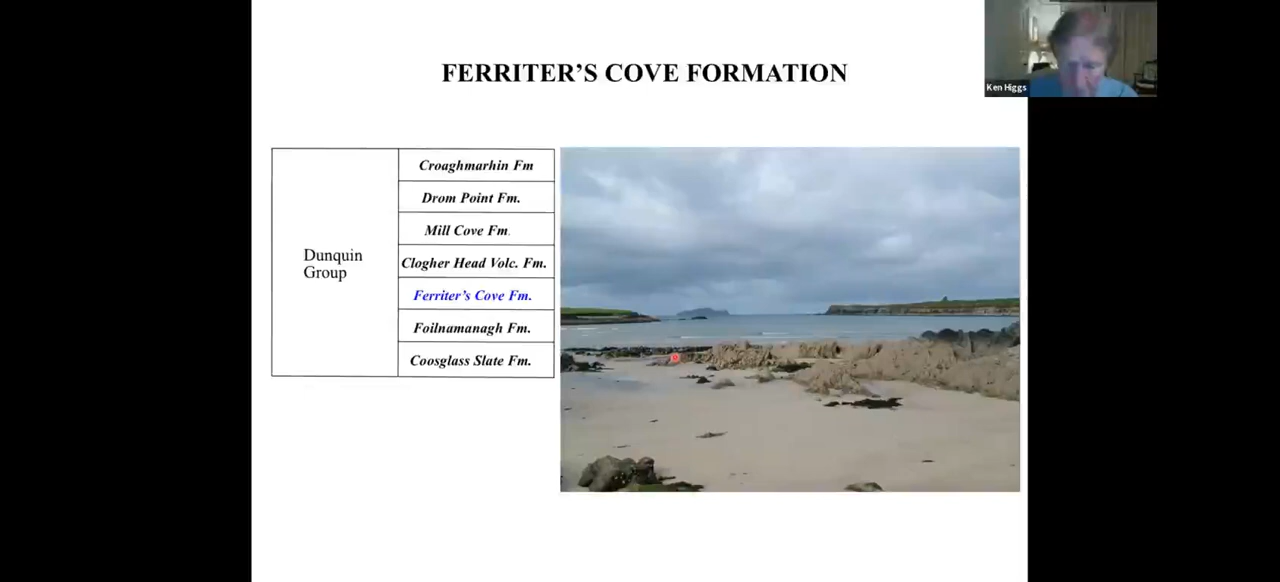 FERRITER'S COVE FORMATION
Ken Higgs
Dunquin
Group
Croaghmarhin Fm
Drom Point Fm.
Mill Cove Fm.
Clogher Head Volc. Fm.
Ferriter's Cove Fm.
Foilnamanagh Fm.
Coosglass Slate Fm.